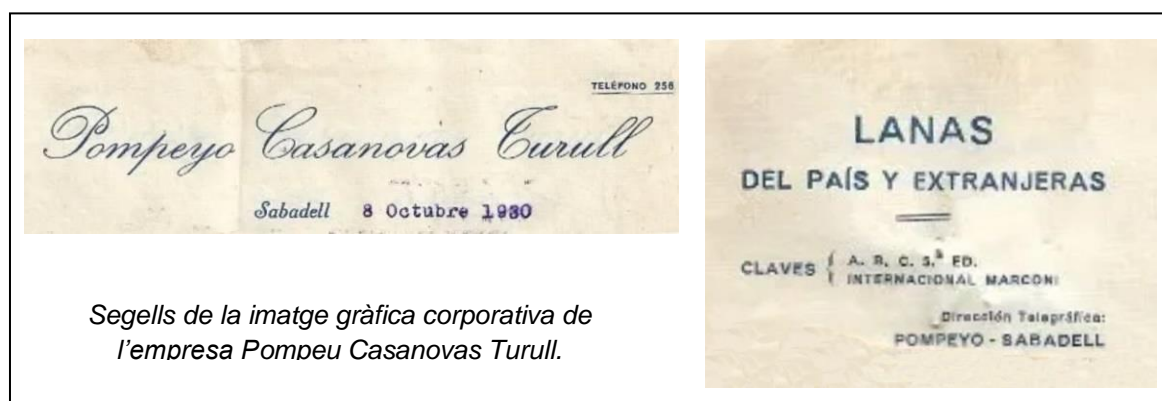 TELÉFONO 256
Pompeyo Casanovas Turull
Sabadell 8 Octubre 1930
Segells de la imatge gràfica corporativa de
l'empresa Pompeu Casanovas Turull.
LANAS
DEL PAÍS Y EXTRANJERAS
CLAVES { A. B. C. 5.ª ED.
INTERNACIONAL MARCONI
Dirección Telegráfica:
POMPEYO - SABADELL